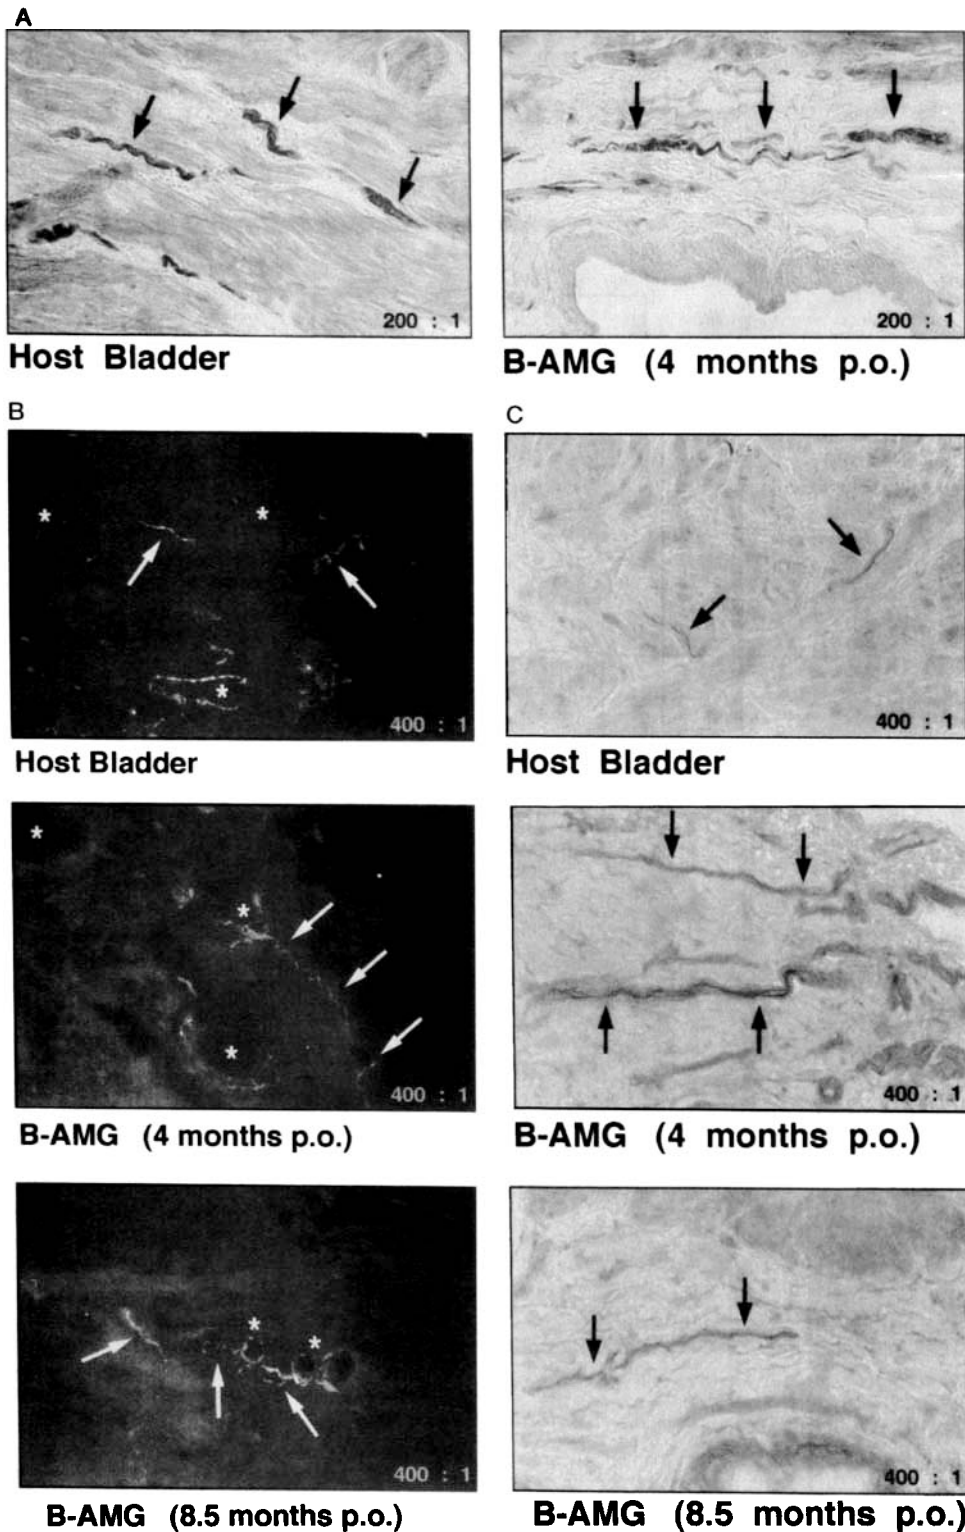 A
200 : 1
200 : 1
Host Bladder
B-AMG (4 months p.o.)
B
C
*
*
*
400 : 1
400 : 1
Host Bladder
Host Bladder
*
*
*
400 : 1
400 : 1
B-AMG (4 months p.o.)
B-AMG (4 months p.o.)
*
*
400 : 1
400 : 1
B-AMG (8.5 months p.o.)
B-AMG (8.5 months p.o.)